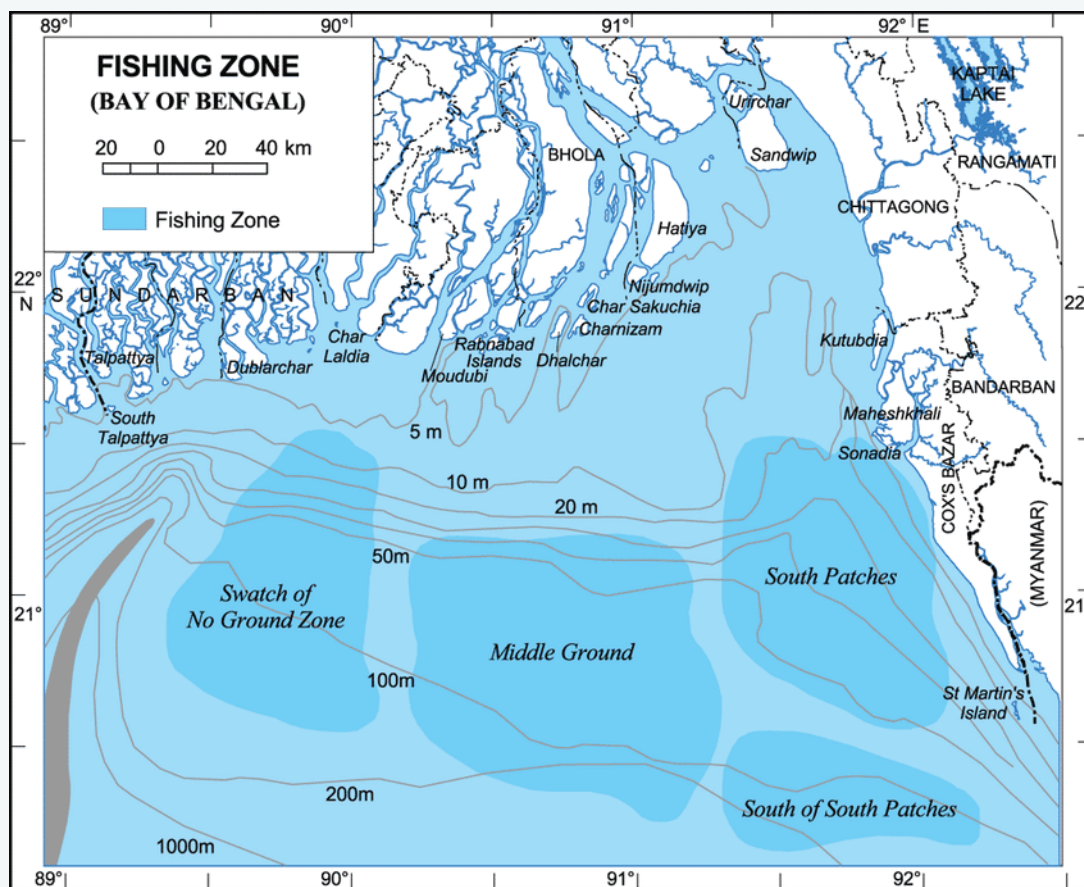 89°
90°
91°
92° E
FISHING ZONE
(BAY OF BENGAL)
20 0 20 40 km
Fishing Zone
KAPTAI
LAKE
Urirchar
Sandwip
BHOLA
RANGAMATI
CHITTAGONG
Hatiya
22°
N
SUNDARBAN
Nijumdwip
Char Sakuchia
Charnizam
22
Char
Laldia
Rabnabad
Islands
Dhalchar
Kutubdia
Talpattya
Dublarchar
Moudubi
BANDARBAN
South
Talpattya
Maheshkhali
5 m
Sonadia
COX'S BAZAR
10 m
20 m
50m
(MYANMAR)
Swatch of
No Ground Zone
South Patches
21°
21
Middle Ground
100m
St Martin's
Island
200m
South of South Patches
1000m
89°
90°
91°
92°